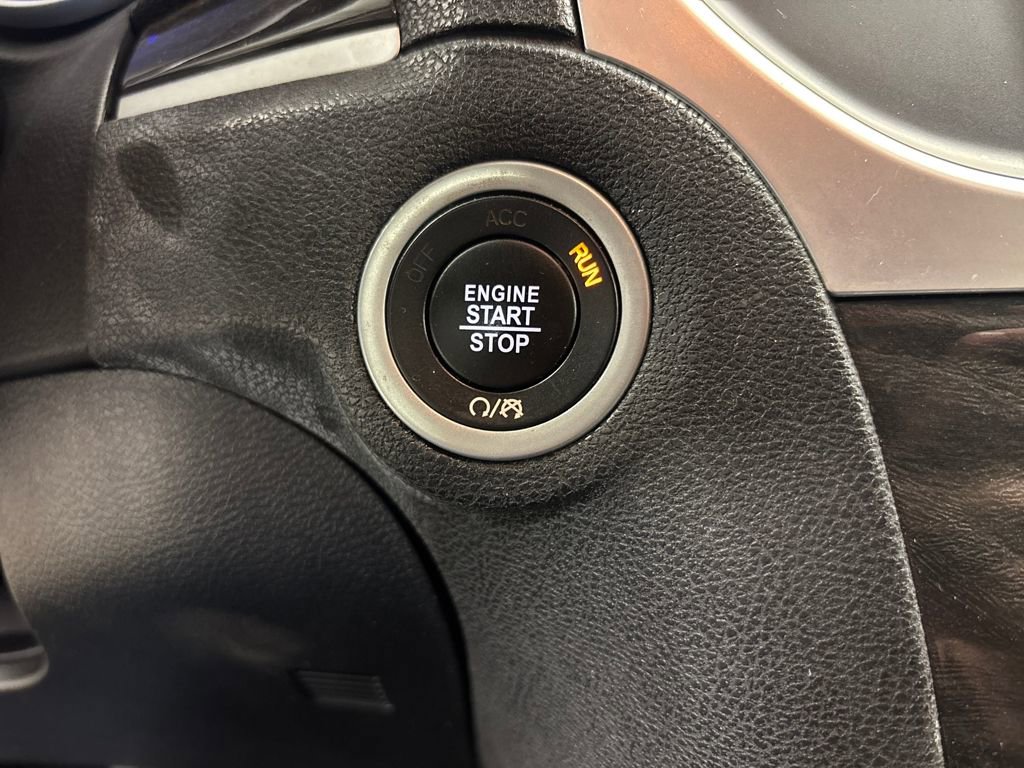 ACC
OFF
RUN
ENGINE
START
STOP
/